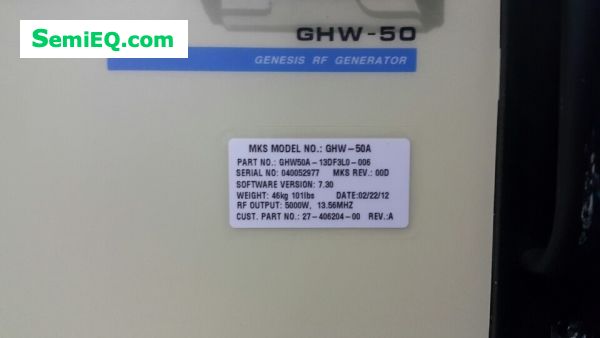 SemiEQ.com
GHW-50
GENESIS RF GENERATOR
MKS MODEL NO.: GHW-50A
PART NO.: GHW50A-13DF3L0-006
SERIAL NO: 040052977 MKS REV.: 00D
SOFTWARE VERSION: 7.30
WEIGHT: 46kg 101lbs DATE:02/22/12
RF OUTPUT: 5000W, 13.56MHZ
CUST. PART NO.: 27-406204-00 REV.:A